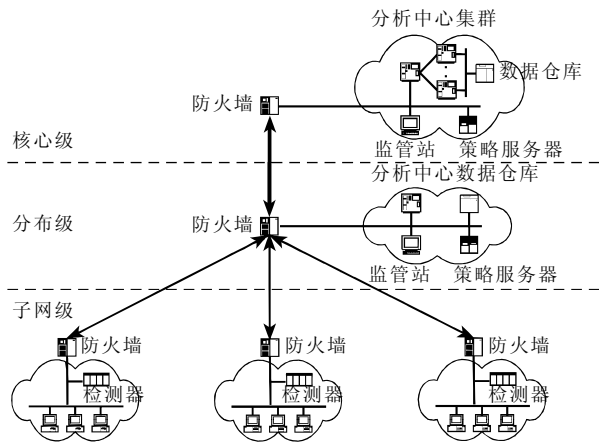 分析中心集群
数据仓库
防火墙
核心级
监管站 策略服务器
分析中心数据仓库
分布级
防火墙
监管站 策略服务器
子网级
防火墙 防火墙 防火墙
检测器 检测器 检测器